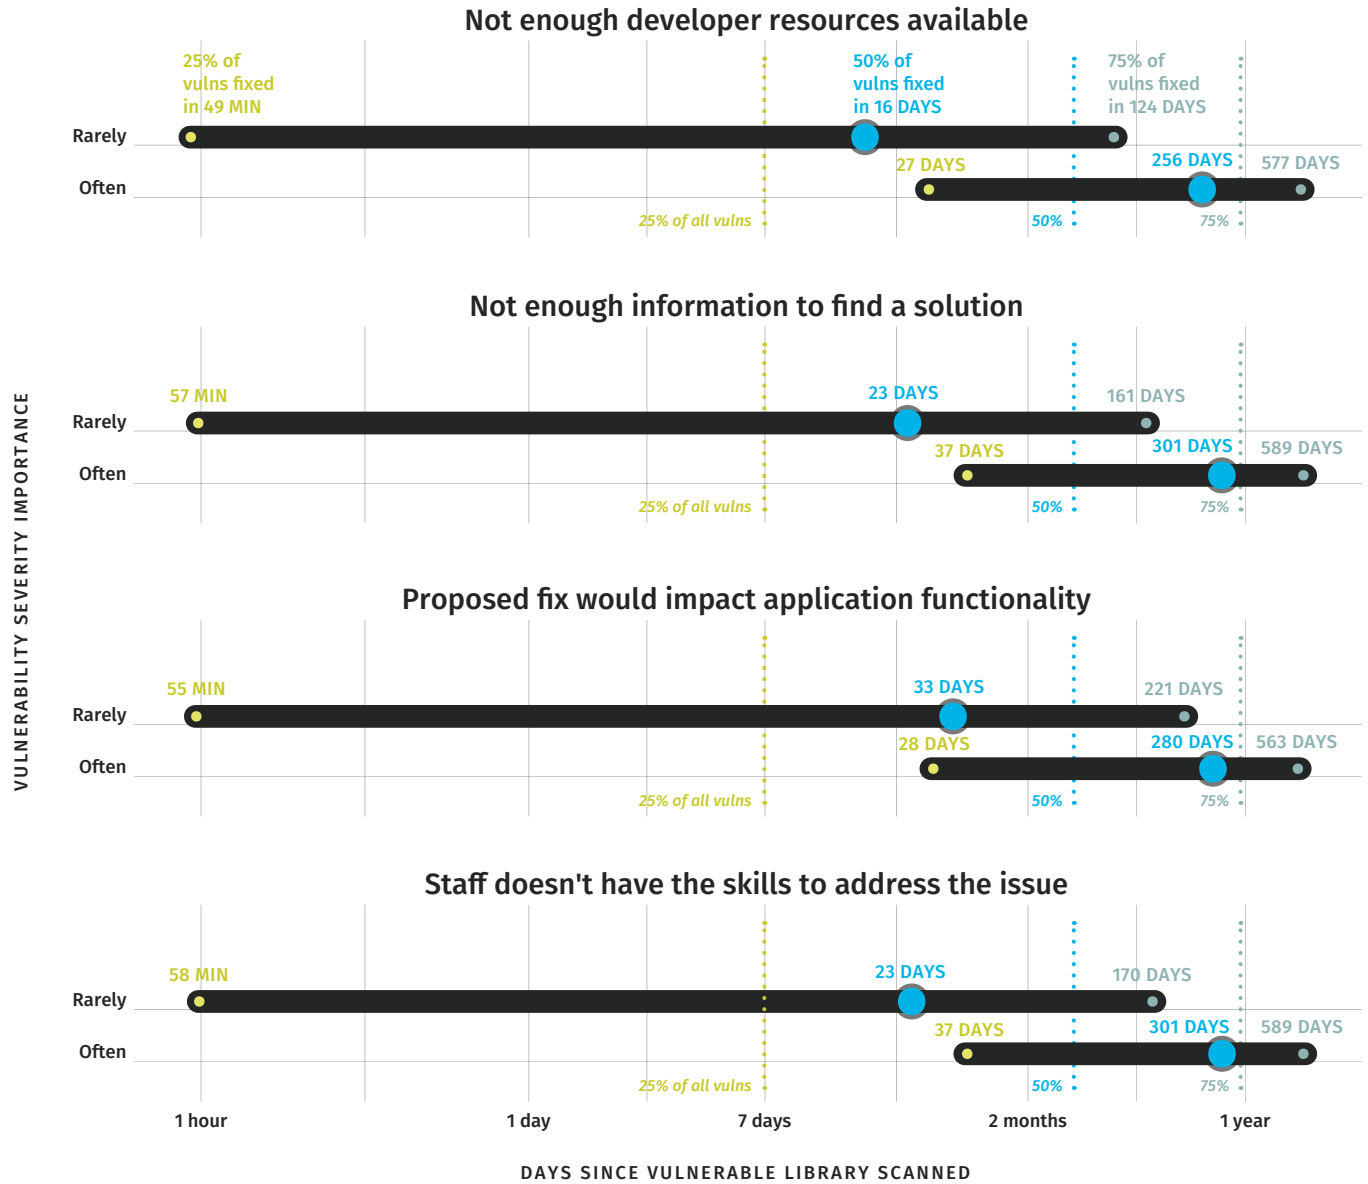 Not enough developer resources available
25% of
vulns fixed
in 49 MIN
50% of
vulns fixed
in 16 DAYS
75% of
vulns fixed
in 124 DAYS
Rarely
27 DAYS
256 DAYS
577 DAYS
Often
25% of all vulns
50%
75%
Not enough information to find a solution
57 MIN
23 DAYS
161 DAYS
Rarely
37 DAYS
301 DAYS
589 DAYS
Often
25% of all vulns
50%
75%
VULNERABILITY SEVERITY IMPORTANCE
Proposed fix would impact application functionality
55 MIN
33 DAYS
221 DAYS
Rarely
28 DAYS
280 DAYS
563 DAYS
Often
25% of all vulns
50%
75%
Staff doesn't have the skills to address the issue
58 MIN
23 DAYS
170 DAYS
Rarely
37 DAYS
301 DAYS
589 DAYS
Often
25% of all vulns
50%
75%
1 hour
1 day
7 days
2 months
1 year
DAYS SINCE VULNERABLE LIBRARY SCANNED